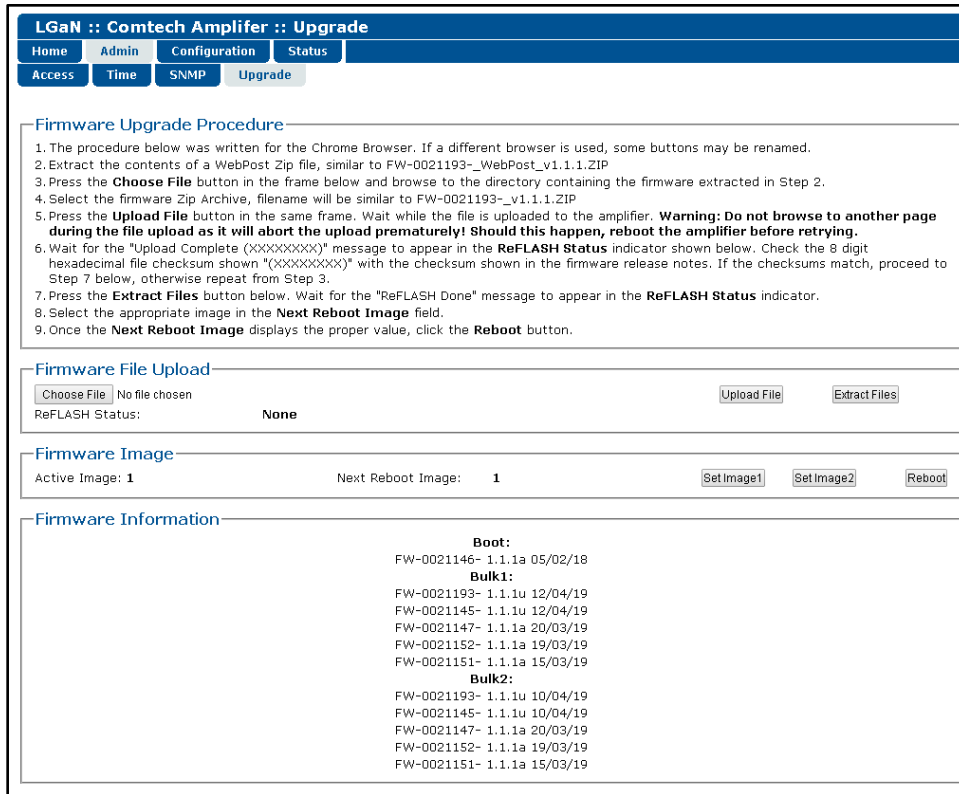 LGaN :: Comtech Amplifer :: Upgrade
Home Admin Configuration Status
Access Time SNMP Upgrade
Firmware Upgrade Procedure
1. The procedure below was written for the Chrome Browser. If a different browser is used, some buttons may be renamed.
2. Extract the contents of a WebPost Zip file, similar to FW-0021193-_WebPost_v1.1.1.ZIP
3. Press the Choose File button in the frame below and browse to the directory containing the firmware extracted in Step 2.
4. Select the firmware Zip Archive, filename will be similar to FW-0021193-_v1.1.1.ZIP
5. Press the Upload File button in the same frame. Wait while the file is uploaded to the amplifier. Warning: Do not browse to another page
during the file upload as it will abort the upload prematurely! Should this happen, reboot the amplifier before retrying.
6. Wait for the "Upload Complete (XXXXXXXX)" message to appear in the ReFLASH Status indicator shown below. Check the 8 digit
hexadecimal file checksum shown "(XXXXXXXX)" with the checksum shown in the firmware release notes. If the checksums match, proceed to
Step 7 below, otherwise repeat from Step 3.
7. Press the Extract Files button below. Wait for the "ReFLASH Done" message to appear in the ReFLASH Status indicator.
8. Select the appropriate image in the Next Reboot Image field.
9. Once the Next Reboot Image displays the proper value, click the Reboot button.
Firmware File Upload
Choose File No file chosen Upload File Extract Files
ReFLASH Status: None
Firmware Image
Active Image: 1 Next Reboot Image: 1 Set Image1 Set Image2 Reboot
Firmware Information
Boot:
FW-0021146- 1.1.1a 05/02/18
Bulk1:
FW-0021193- 1.1.1u 12/04/19
FW-0021145- 1.1.1u 12/04/19
FW-0021147- 1.1.1a 20/03/19
FW-0021152- 1.1.1a 19/03/19
FW-0021151- 1.1.1a 15/03/19
Bulk2:
FW-0021193- 1.1.1u 10/04/19
FW-0021145- 1.1.1u 10/04/19
FW-0021147- 1.1.1a 20/03/19
FW-0021152- 1.1.1a 19/03/19
FW-0021151- 1.1.1a 15/03/19